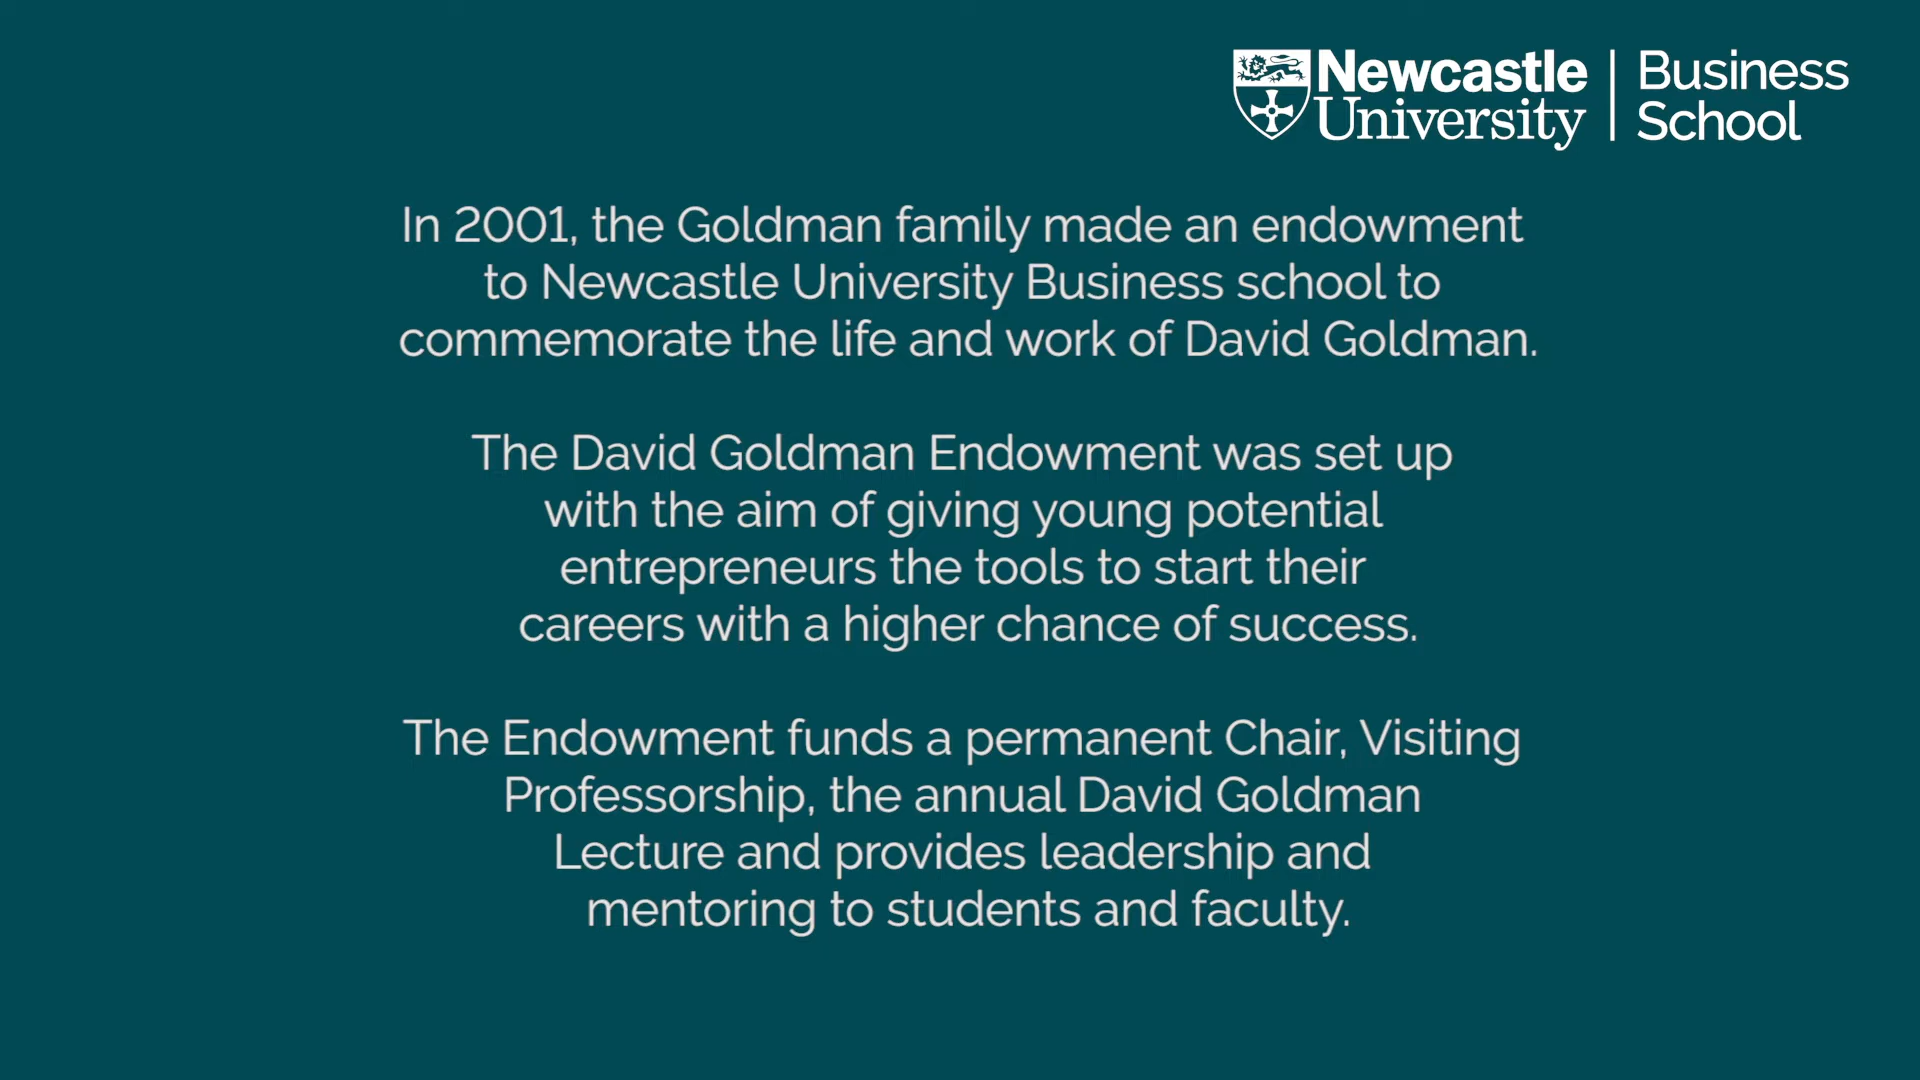 Newcastle
University
Business
School
In 2001, the Goldman family made an endowment
to Newcastle University Business school to
commemorate the life and work of David Goldman.
The David Goldman Endowment was set up
with the aim of giving young potential
entrepreneurs the tools to start their
careers with a higher chance of success.
The Endowment funds a permanent Chair, Visiting
Professorship, the annual David Goldman
Lecture and provides leadership and
mentoring to students and faculty.